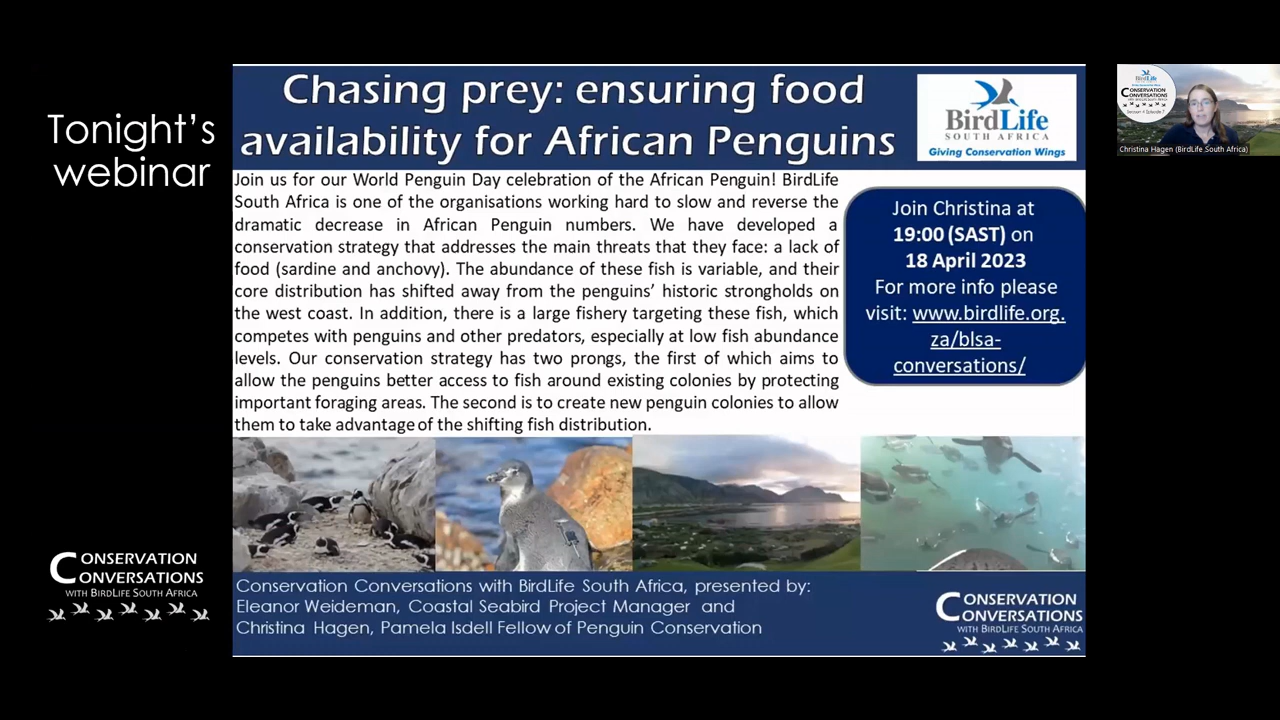 Tonight's
webinar
Chasing prey: ensuring food
availability for African Penguins
BirdLife
SOUTH AFRICA
Giving Conservation Wings
Join us for our World Penguin Day celebration of the African Penguin! BirdLife
South Africa is one of the organisations working hard to slow and reverse the
dramatic decrease in African Penguin numbers. We have developed a
conservation strategy that addresses the main threats that they face: a lack of
food (sardine and anchovy). The abundance of these fish is variable, and their
core distribution has shifted away from the penguins' historic strongholds on
the west coast. In addition, there is a large fishery targeting these fish, which
competes with penguins and other predators, especially at low fish abundance
levels. Our conservation strategy has two prongs, the first of which aims to
allow the penguins better access to fish around existing colonies by protecting
important foraging areas. The second is to create new penguin colonies to allow
them to take advantage of the shifting fish distribution.
Join Christina at
19:00 (SAST) on
18 April 2023
For more info please
visit: www.birdlife.org.
za/blsa-
conversations/
Conservation Conversations with BirdLife South Africa, presented by:
Eleanor Weideman, Coastal Seabird Project Manager and
Christina Hagen, Pamela Isdell Fellow of Penguin Conservation
CONSERVATION
CONVERSATIONS
WITH BIRDLIFE SOUTH AFRICA
CONSERVATION
CONVERSATIONS
WITH BIRDLIFE SOUTH AFRICA
BirdLife
CONSERVATION
CONVERSATIONS
Christina Hagen (BirdLife South Africa)